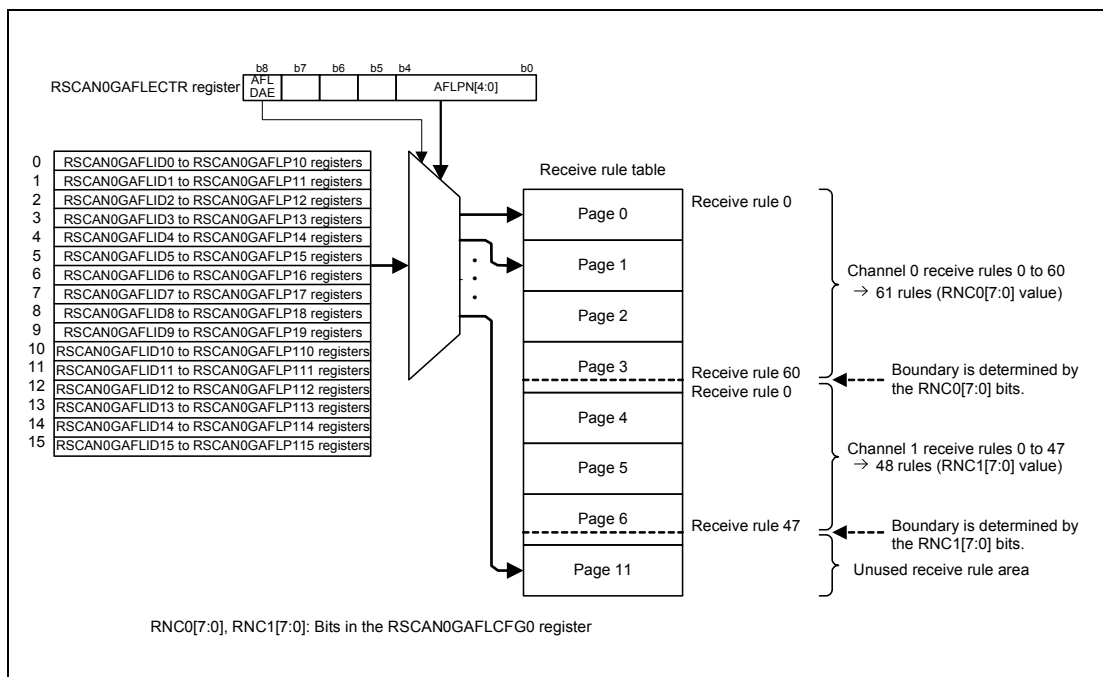 b8 b7 b6 b5 b4 b0
RSCAN0GAFLECTR register
AFL
DAE
AFLPN[4:0]
0 RSCAN0GAFLID0 to RSCAN0GAFLP10 registers
1 RSCAN0GAFLID1 to RSCAN0GAFLP11 registers
2 RSCAN0GAFLID2 to RSCAN0GAFLP12 registers
3 RSCAN0GAFLID3 to RSCAN0GAFLP13 registers
4 RSCAN0GAFLID4 to RSCAN0GAFLP14 registers
5 RSCAN0GAFLID5 to RSCAN0GAFLP15 registers
6 RSCAN0GAFLID6 to RSCAN0GAFLP16 registers
7 RSCAN0GAFLID7 to RSCAN0GAFLP17 registers
8 RSCAN0GAFLID8 to RSCAN0GAFLP18 registers
9 RSCAN0GAFLID9 to RSCAN0GAFLP19 registers
10 RSCAN0GAFLID10 to RSCAN0GAFLP110 registers
11 RSCAN0GAFLID11 to RSCAN0GAFLP111 registers
12 RSCAN0GAFLID12 to RSCAN0GAFLP112 registers
13 RSCAN0GAFLID13 to RSCAN0GAFLP113 registers
14 RSCAN0GAFLID14 to RSCAN0GAFLP114 registers
15 RSCAN0GAFLID15 to RSCAN0GAFLP115 registers
Receive rule table
Page 0
Page 1
Page 2
Page 3
Page 4
Page 5
Page 6
Page 11
Receive rule 0
Receive rule 60
Receive rule 0
Receive rule 47
Channel 0 receive rules 0 to 60
→ 61 rules (RNC0[7:0] value)
Boundary is determined by
the RNC0[7:0] bits.
Channel 1 receive rules 0 to 47
→ 48 rules (RNC1[7:0] value)
Boundary is determined by
the RNC1[7:0] bits.
Unused receive rule area
RNC0[7:0], RNC1[7:0]: Bits in the RSCAN0GAFLCFG0 register